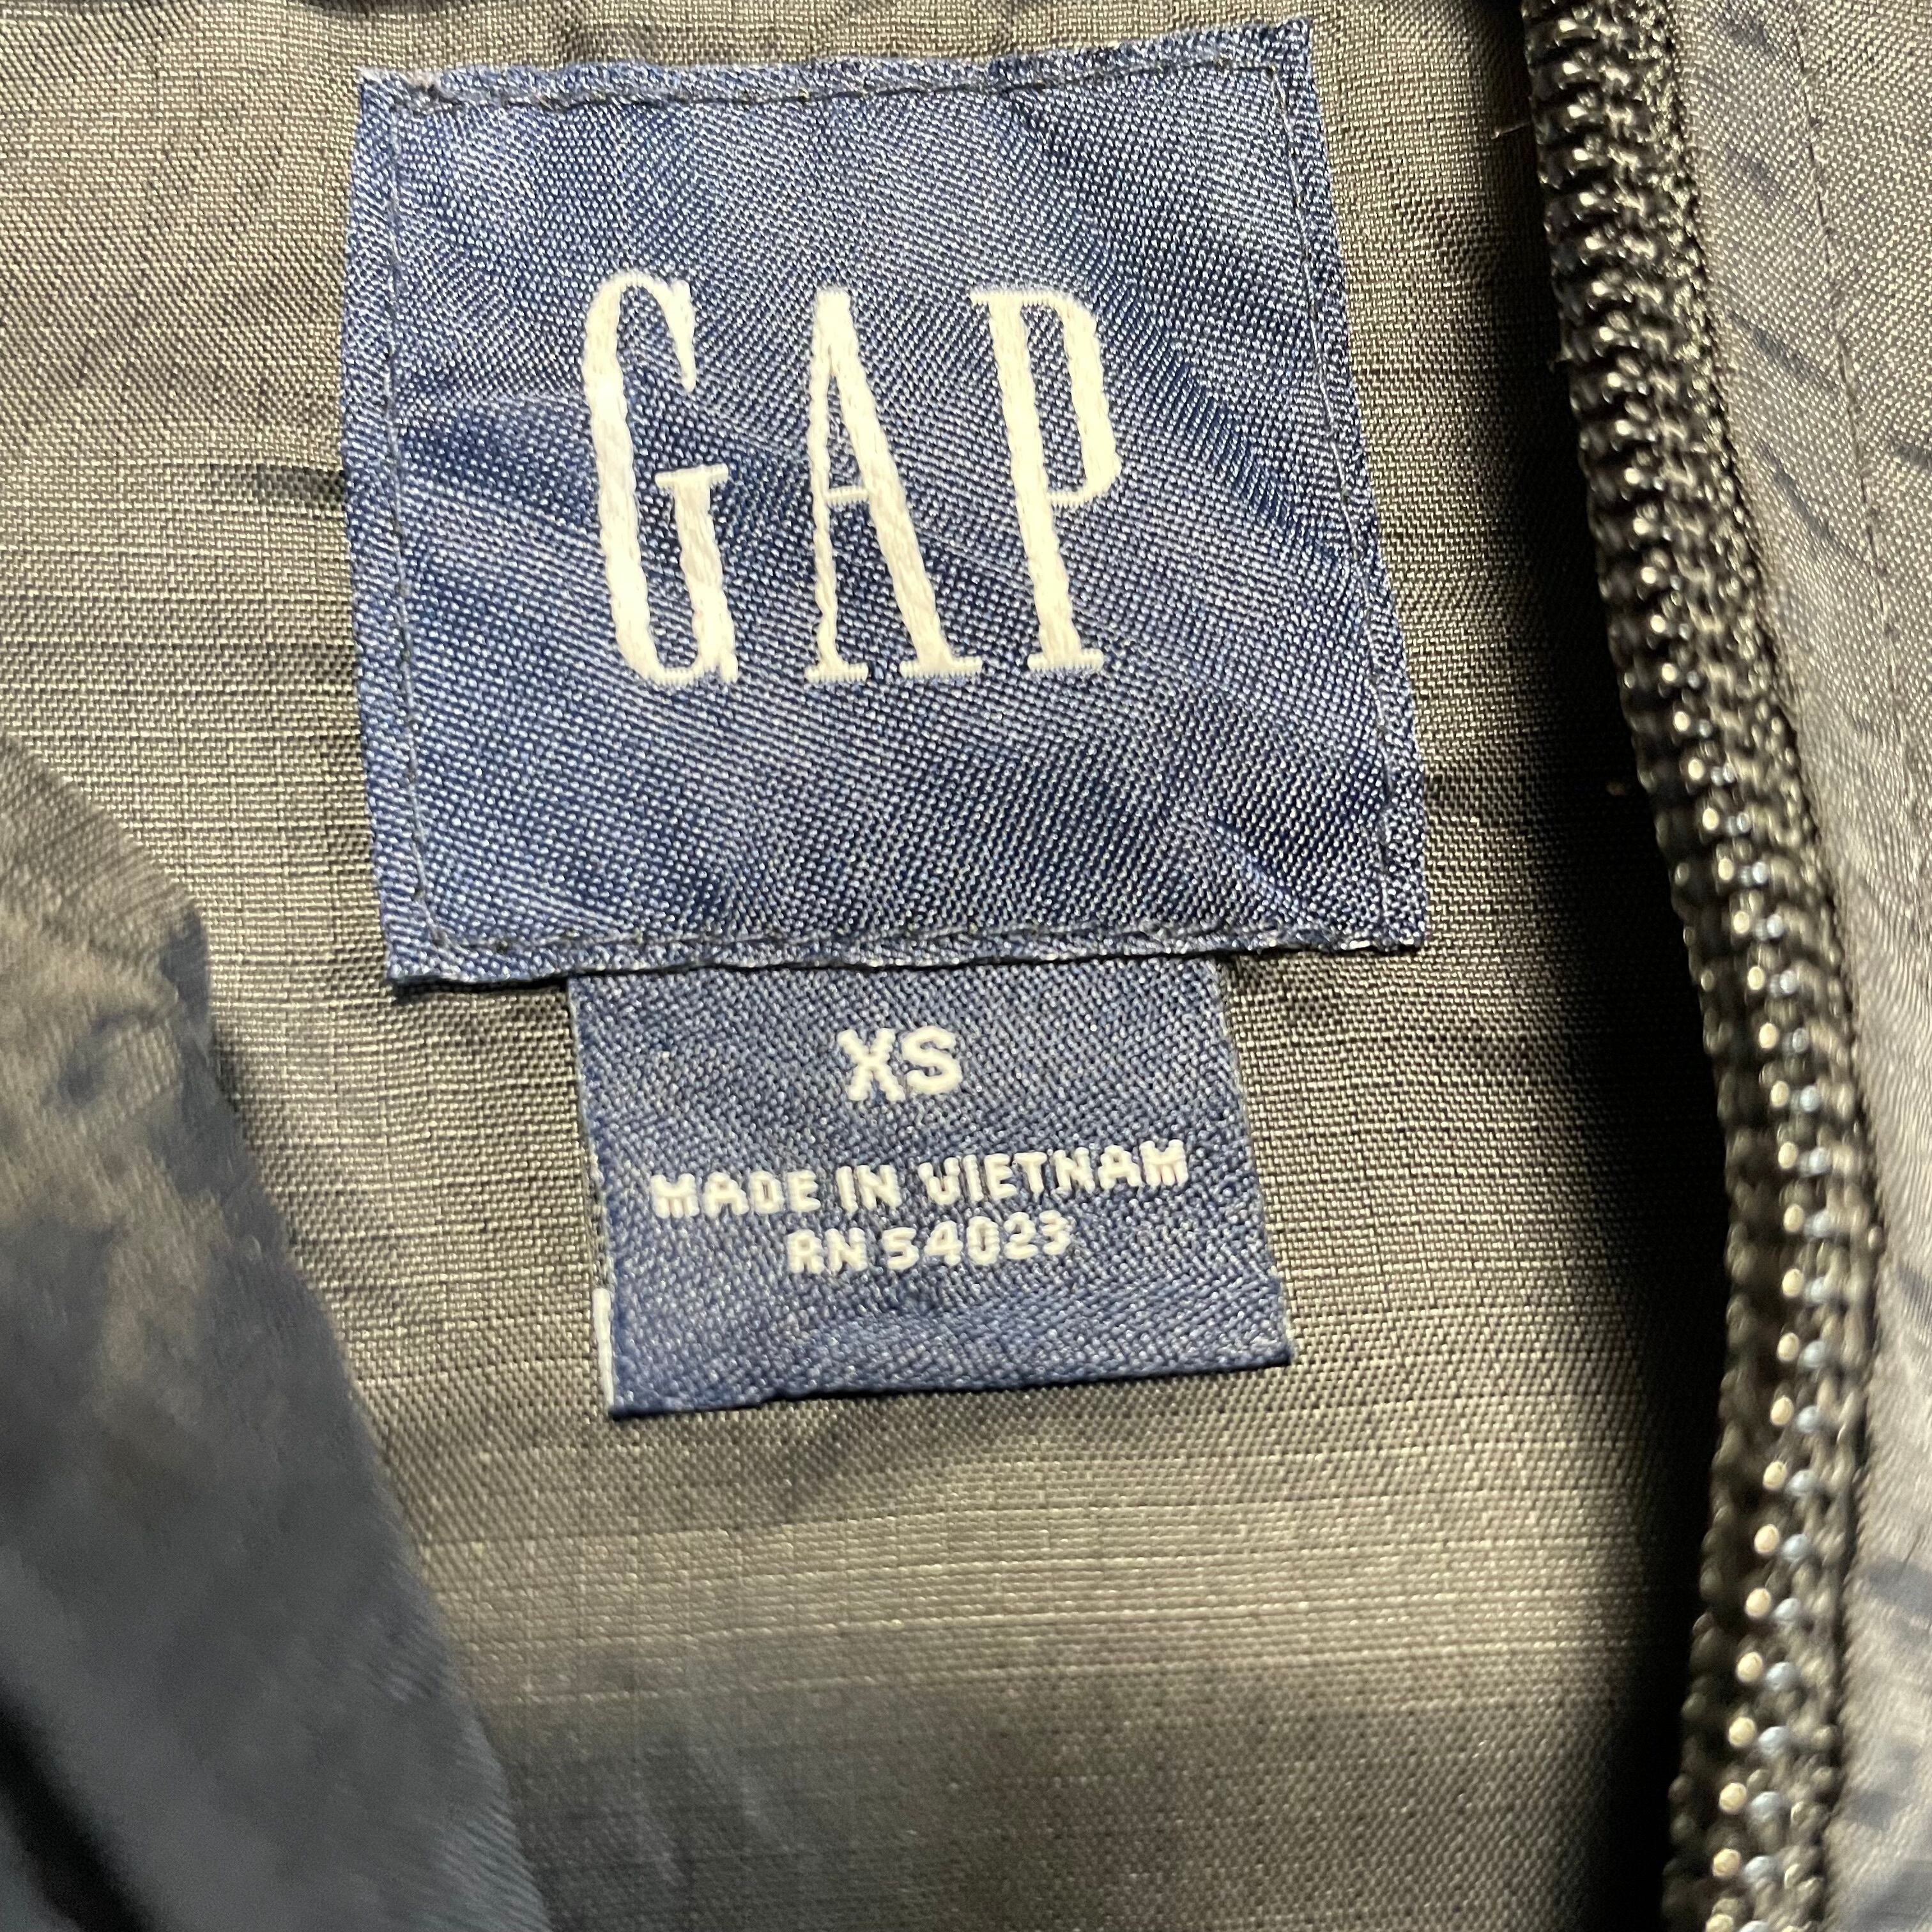 GAP
XS
MADE IN VIETNAM
RN 54023